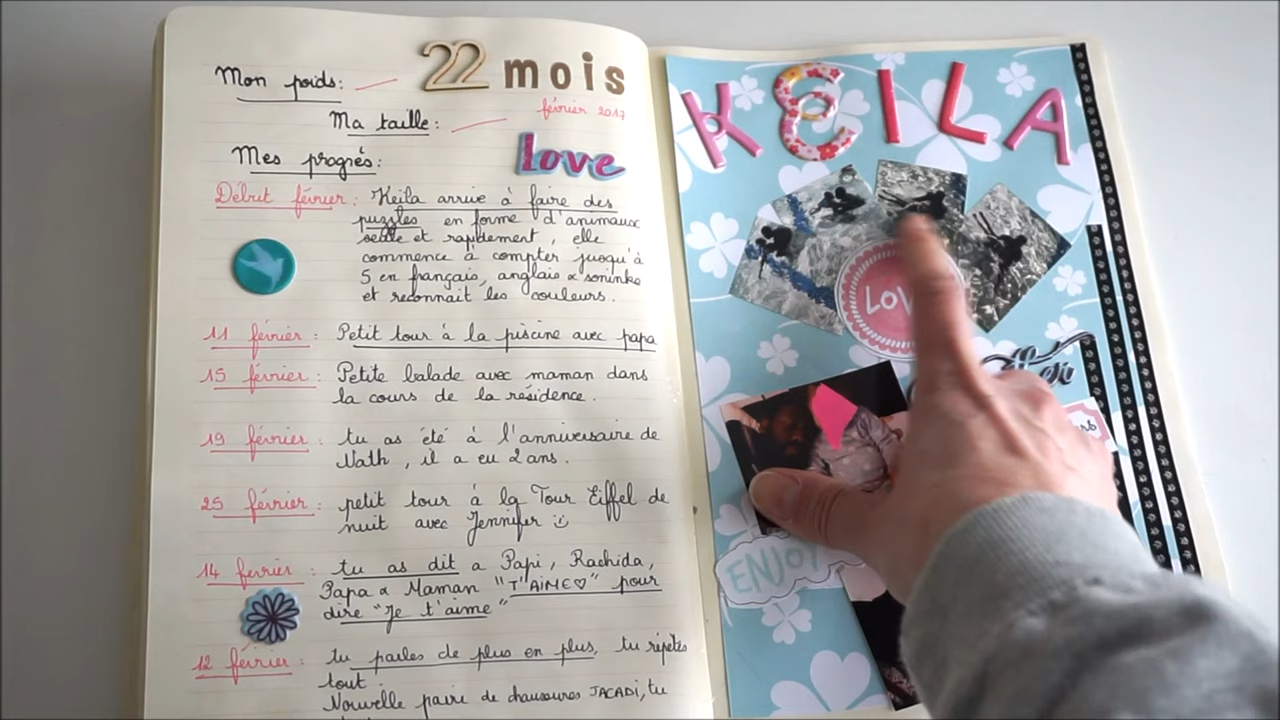 22 mois
Mon poids:
février 2017
Ma taille:
Love
Mes progrés:
Début février: Keila arrive à faire des
puzzles en forme d'animaux
seule et rapidement, elle
commence à compter jusqu'à
5 en français, anglais & soninké
et reconnait les couleurs.
11 février: Petit tour à la piscine avec papa
15 février: Petite balade avec maman dans
la cours de la résidence.
19 février: tu as été à l'anniversaire de
Nath, il a eu 2 ans.
25 février: petit tour à la Tour Eiffel de
nuit avec Jennifer
14 février: tu as dit a Papi, Rachida,
Papa & Maman "T'AiME♡" pour
dire "Je t'aime"
12 février: tu parles de plus en plus, tu répètes
tout.
Nouvelle paire de chaussures JACADI, tu
KEILA
ENJOY